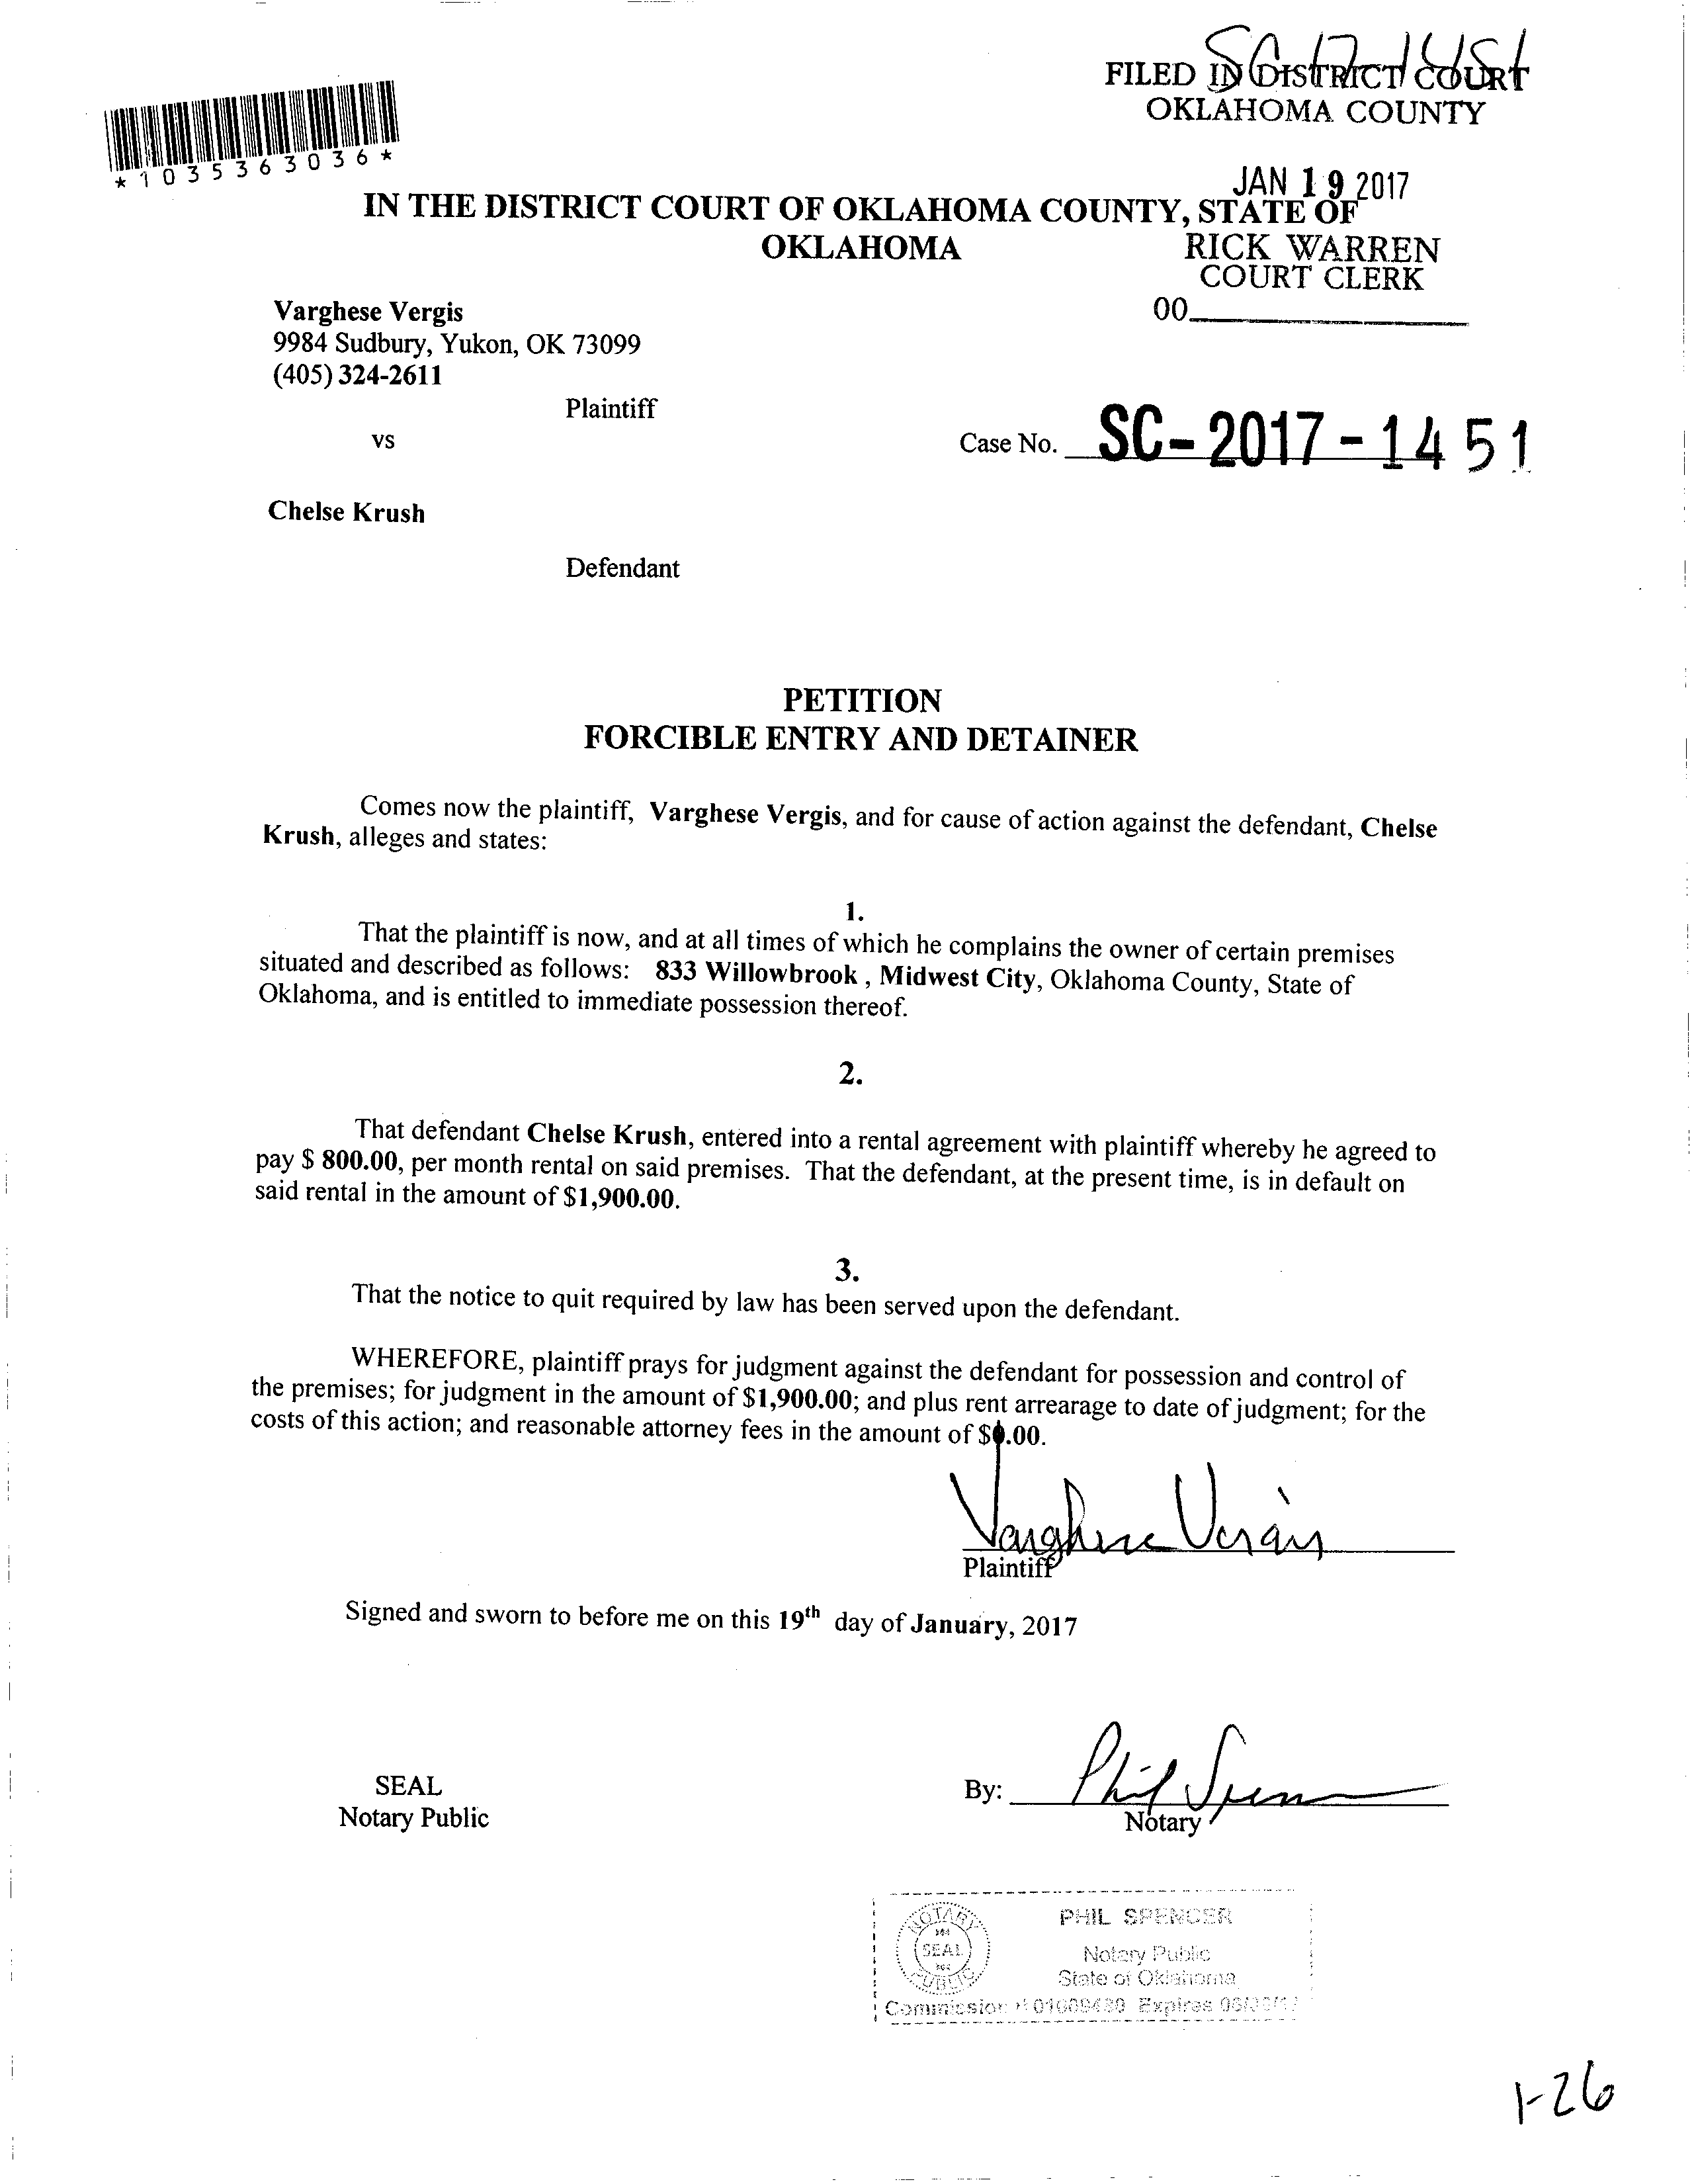 SC-17-1451
FILED IN DISTRICT COURT
OKLAHOMA COUNTY
*1035363036*
JAN 19 2017
IN THE DISTRICT COURT OF OKLAHOMA COUNTY, STATE OF
OKLAHOMA
RICK WARREN
COURT CLERK
00
Varghese Vergis
9984 Sudbury, Yukon, OK 73099
(405) 324-2611
Plaintiff
vs
Case No. SC-2017-1451
Chelse Krush
Defendant
PETITION
FORCIBLE ENTRY AND DETAINER
Comes now the plaintiff, Varghese Vergis, and for cause of action against the defendant, Chelse
Krush, alleges and states:
1.
That the plaintiff is now, and at all times of which he complains the owner of certain premises
situated and described as follows: 833 Willowbrook , Midwest City, Oklahoma County, State of
Oklahoma, and is entitled to immediate possession thereof.
2.
That defendant Chelse Krush, entered into a rental agreement with plaintiff whereby he agreed to
pay $ 800.00, per month rental on said premises. That the defendant, at the present time, is in default on
said rental in the amount of $1,900.00.
3.
That the notice to quit required by law has been served upon the defendant.
WHEREFORE, plaintiff prays for judgment against the defendant for possession and control of
the premises; for judgment in the amount of $1,900.00; and plus rent arrearage to date of judgment; for the
costs of this action; and reasonable attorney fees in the amount of $0.00.
Varghese Vergis
Plaintiff
Signed and sworn to before me on this 19th day of January, 2017
SEAL
Notary Public
By: Phil Spencer
Notary
NOTARY
SEAL
PUBLIC
PHIL SPENCER
Notary Public
State of Oklahoma
Commission # 01009480 Expires
1-26